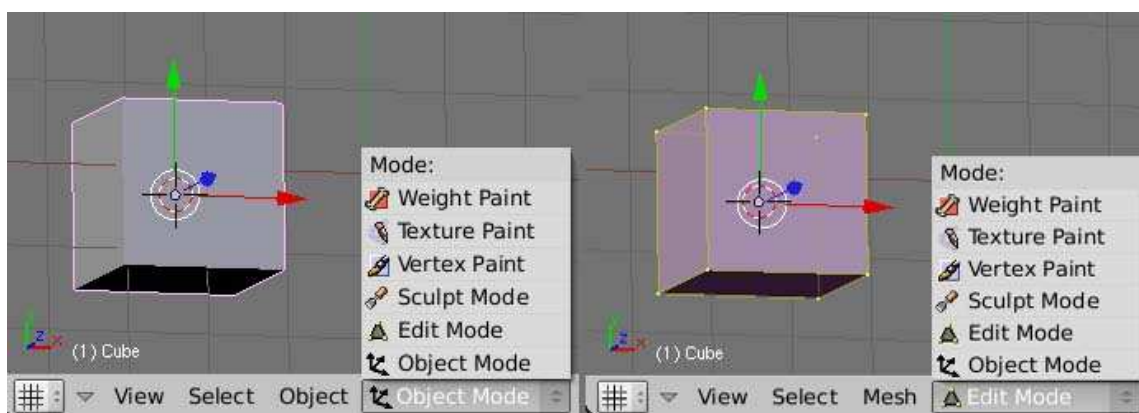 Mode:
Weight Paint
Texture Paint
Vertex Paint
Sculpt Mode
Edit Mode
Object Mode
z x
(1) Cube
View Select Object Object Mode
Mode:
Weight Paint
Texture Paint
Vertex Paint
Sculpt Mode
Edit Mode
Object Mode
z x
(1) Cube
View Select Mesh Edit Mode